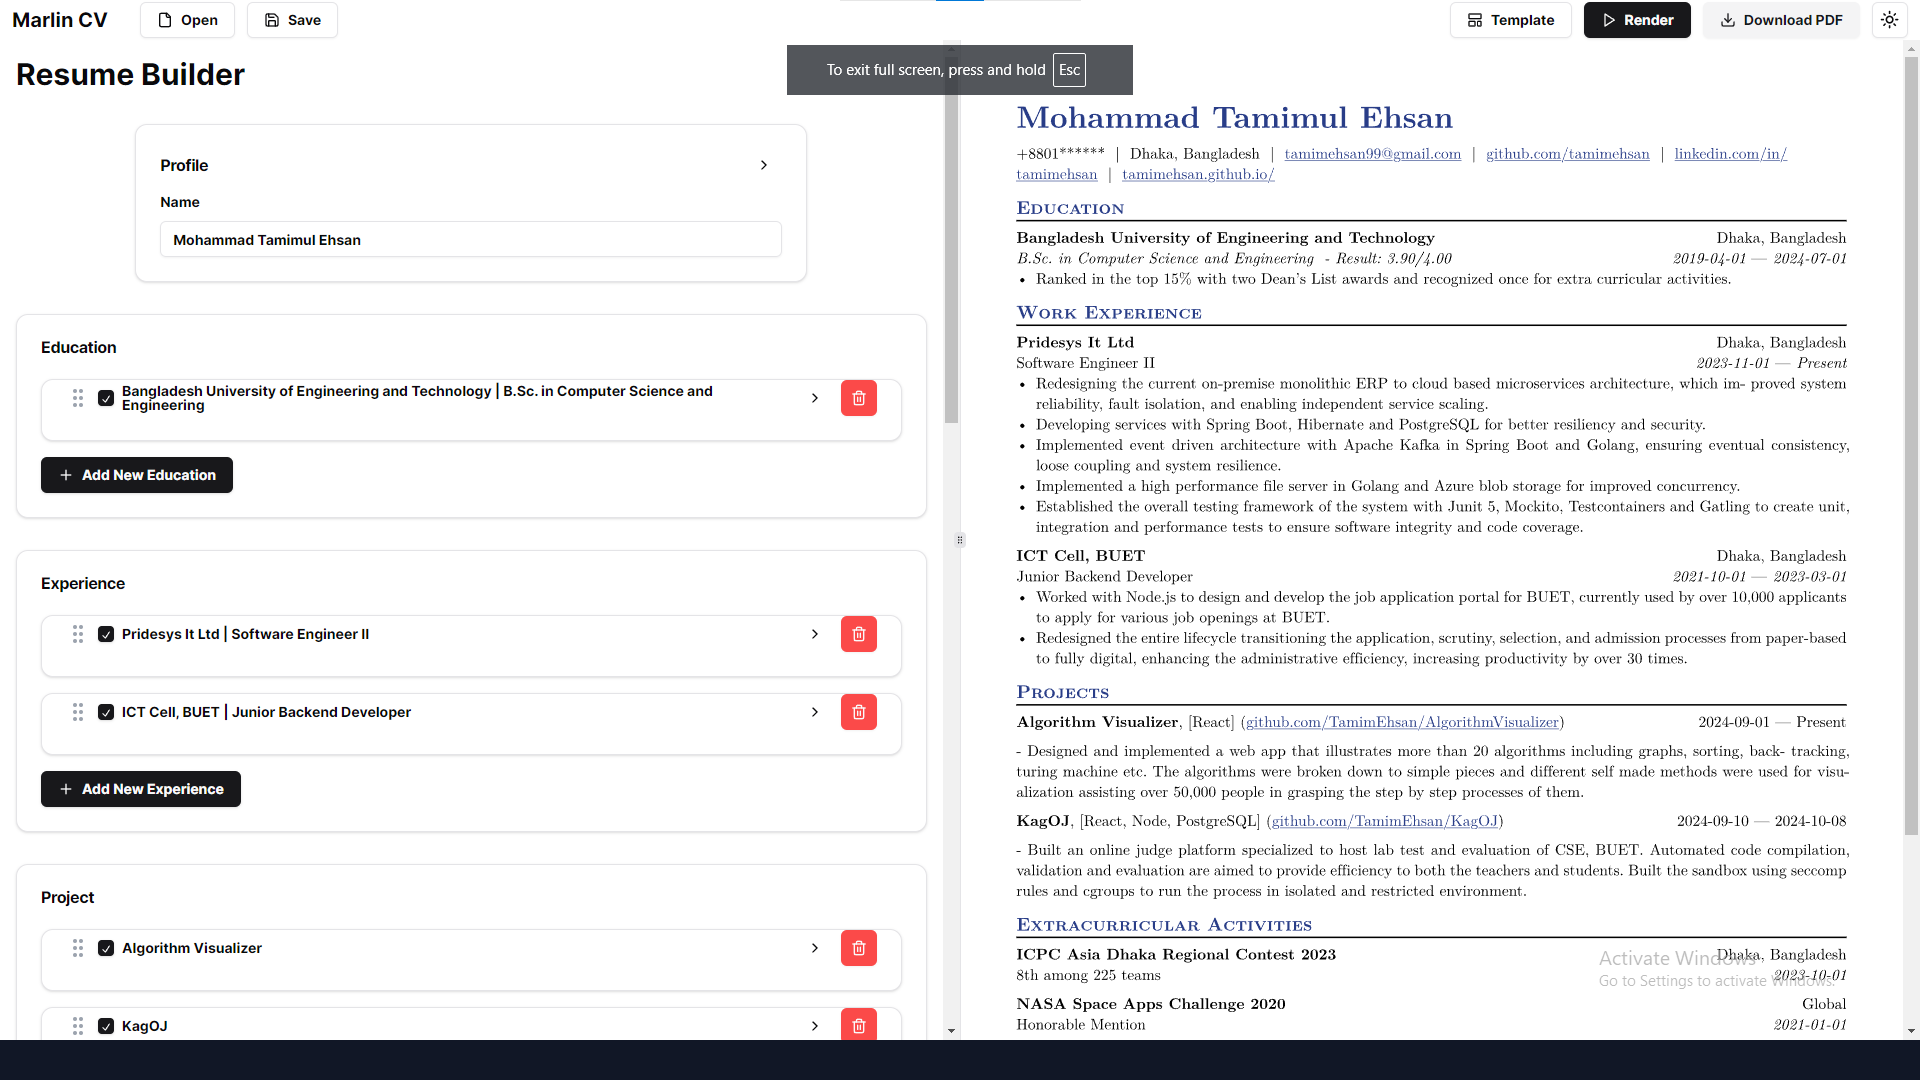 Marlin CV
Open
Save
Template
Render
Download PDF
To exit full screen, press and hold Esc
Resume Builder
Profile
Name
Mohammad Tamimul Ehsan
Education
Bangladesh University of Engineering and Technology | B.Sc. in Computer Science and
Engineering
Add New Education
Experience
Pridesys It Ltd | Software Engineer II
ICT Cell, BUET | Junior Backend Developer
Add New Experience
Project
Algorithm Visualizer
KagOJ
Mohammad Tamimul Ehsan
+8801****** | Dhaka, Bangladesh | tamimehsan99@gmail.com | github.com/tamimehsan | linkedin.com/in/
tamimehsan | tamimehsan.github.io/
Education
Bangladesh University of Engineering and Technology Dhaka, Bangladesh
B.Sc. in Computer Science and Engineering - Result: 3.90/4.00 2019-04-01 — 2024-07-01
• Ranked in the top 15% with two Dean's List awards and recognized once for extra curricular activities.
Work Experience
Pridesys It Ltd Dhaka, Bangladesh
Software Engineer II 2023-11-01 — Present
• Redesigning the current on-premise monolithic ERP to cloud based microservices architecture, which im- proved system
reliability, fault isolation, and enabling independent service scaling.
• Developing services with Spring Boot, Hibernate and PostgreSQL for better resiliency and security.
• Implemented event driven architecture with Apache Kafka in Spring Boot and Golang, ensuring eventual consistency,
loose coupling and system resilience.
• Implemented a high performance file server in Golang and Azure blob storage for improved concurrency.
• Established the overall testing framework of the system with Junit 5, Mockito, Testcontainers and Gatling to create unit,
integration and performance tests to ensure software integrity and code coverage.
ICT Cell, BUET Dhaka, Bangladesh
Junior Backend Developer 2021-10-01 — 2023-03-01
• Worked with Node.js to design and develop the job application portal for BUET, currently used by over 10,000 applicants
to apply for various job openings at BUET.
• Redesigned the entire lifecycle transitioning the application, scrutiny, selection, and admission processes from paper-based
to fully digital, enhancing the administrative efficiency, increasing productivity by over 30 times.
Projects
Algorithm Visualizer, [React] (github.com/TamimEhsan/AlgorithmVisualizer) 2024-09-01 — Present
- Designed and implemented a web app that illustrates more than 20 algorithms including graphs, sorting, back- tracking,
turing machine etc. The algorithms were broken down to simple pieces and different self made methods were used for visu-
alization assisting over 50,000 people in grasping the step by step processes of them.
KagOJ, [React, Node, PostgreSQL] (github.com/TamimEhsan/KagOJ) 2024-09-10 — 2024-10-08
- Built an online judge platform specialized to host lab test and evaluation of CSE, BUET. Automated code compilation,
validation and evaluation are aimed to provide efficiency to both the teachers and students. Built the sandbox using seccomp
rules and cgroups to run the process in isolated and restricted environment.
Extracurricular Activities
ICPC Asia Dhaka Regional Contest 2023 Dhaka, Bangladesh
8th among 225 teams 2023-10-01
NASA Space Apps Challenge 2020 Global
Honorable Mention 2021-01-01
Activate Windows
Go to Settings to activate Windows.